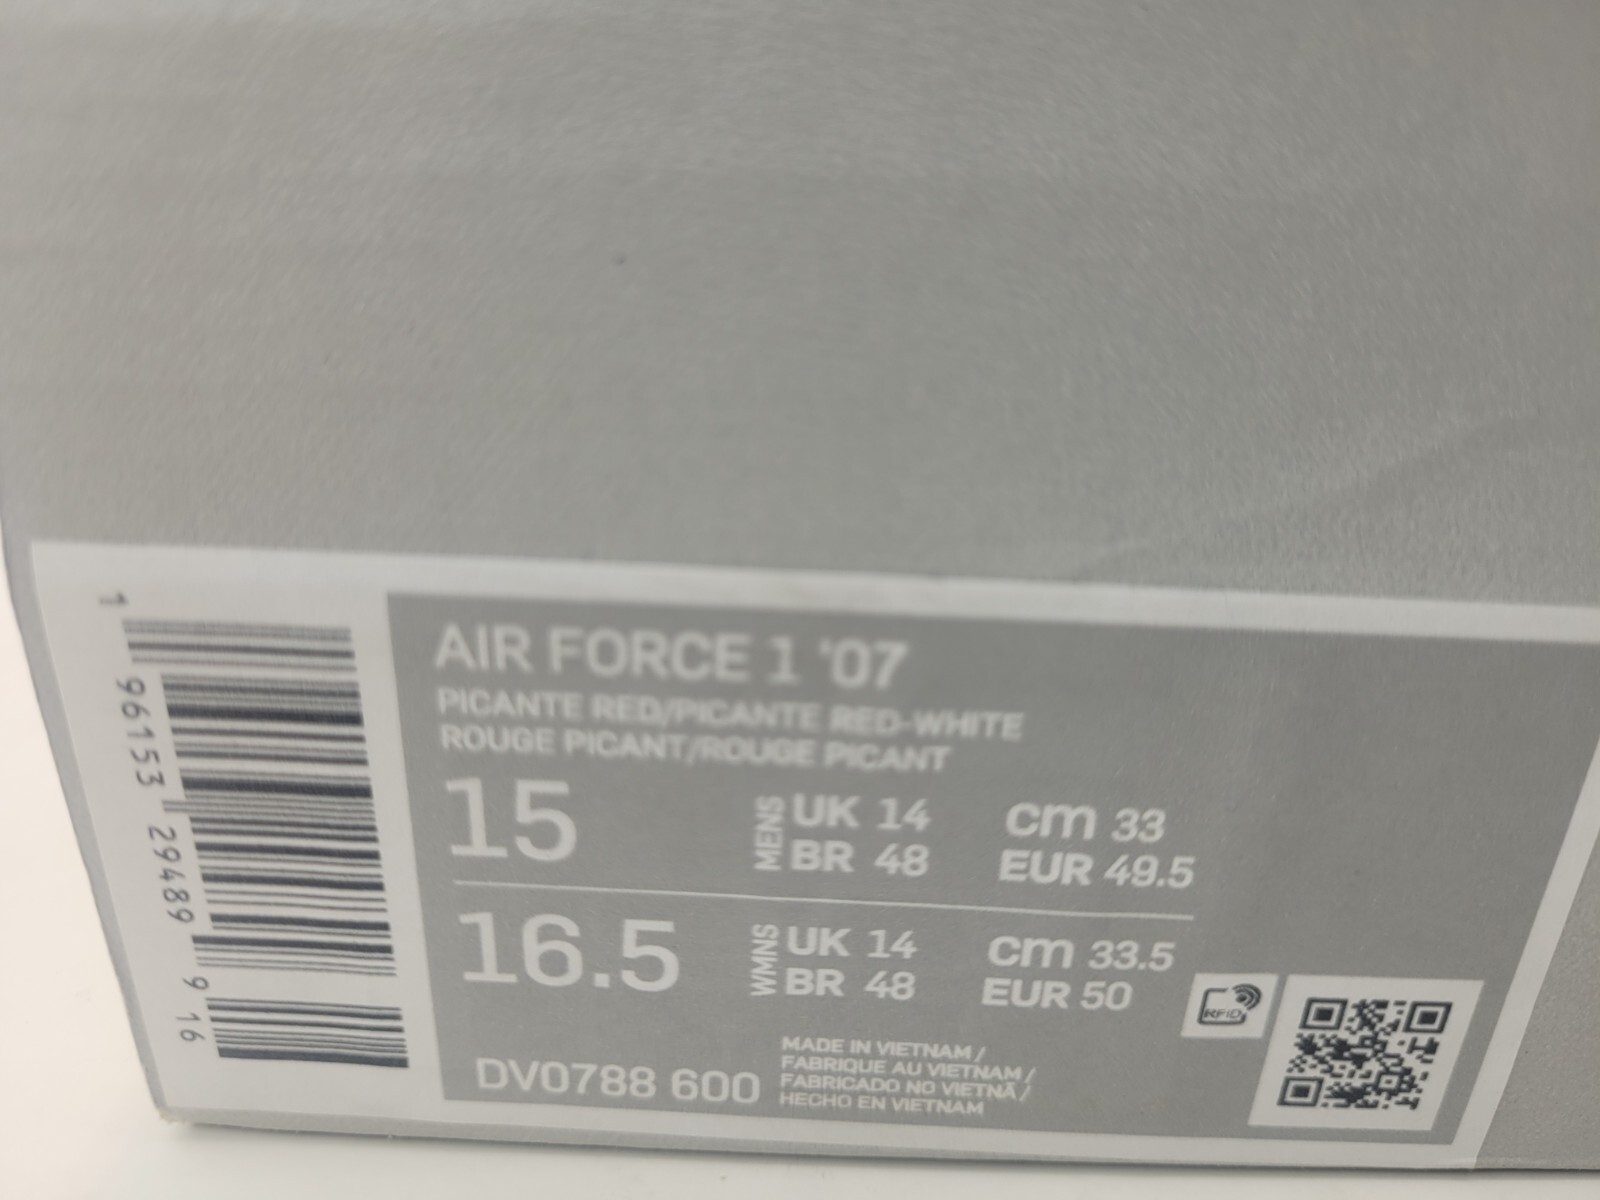 AIR FORCE 1 '07
PICANTE RED/PICANTE RED-WHITE
ROUGE PICANT/ROUGE PICANT
15 MENS UK 14 cm 33
BR 48 EUR 49.5
16.5 WMNS UK 14 cm 33.5
BR 48 EUR 50
RFID
DV0788 600
MADE IN VIETNAM /
FABRIQUE AU VIETNAM /
FABRICADO NO VIETNÃ /
HECHO EN VIETNAM
1 96153 29489 9 16